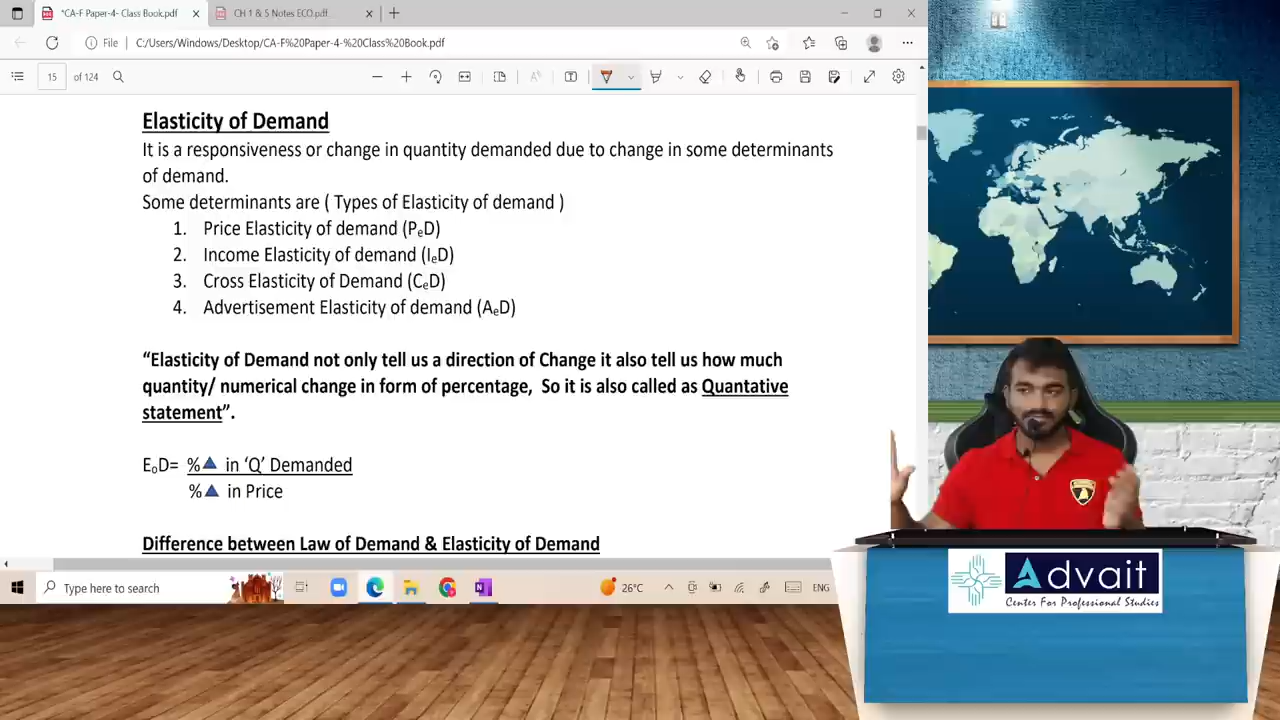 *CA-F Paper-4- Class Book.pdf
CH 1 & 5 Notes ECO.pdf
File
C:/Users/Windows/Desktop/CA-F%20Paper-4-%20Class%20Book.pdf
15 of 124
Elasticity of Demand
It is a responsiveness or change in quantity demanded due to change in some determinants
of demand.
Some determinants are ( Types of Elasticity of demand )
1. Price Elasticity of demand (PeD)
2. Income Elasticity of demand (IeD)
3. Cross Elasticity of Demand (CeD)
4. Advertisement Elasticity of demand (AeD)
“Elasticity of Demand not only tell us a direction of Change it also tell us how much
quantity/ numerical change in form of percentage, So it is also called as Quantative
statement”.
EoD= %▲ in ‘Q’ Demanded
%▲ in Price
Difference between Law of Demand & Elasticity of Demand
Type here to search
26°C
ENG
Advait
Center For Professional Studies